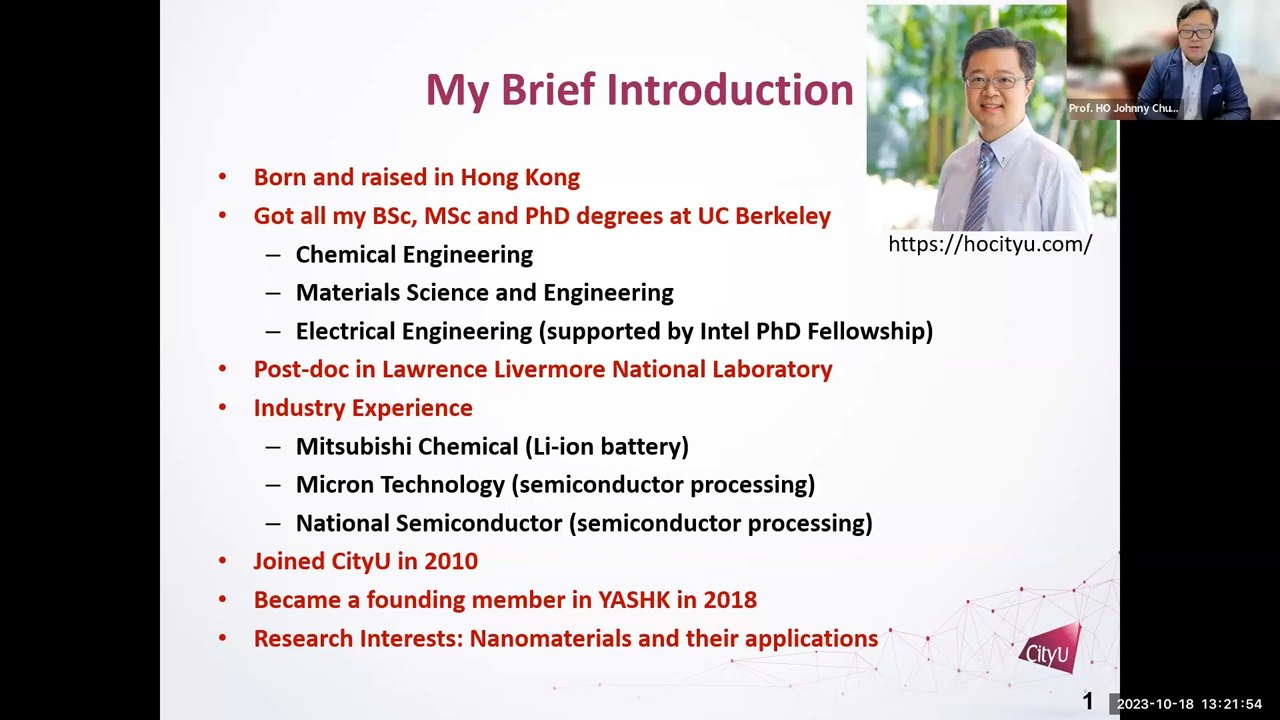 My Brief Introduction
Prof. HO Johnny Chu...
https://hocityu.com/
• Born and raised in Hong Kong
• Got all my BSc, MSc and PhD degrees at UC Berkeley
– Chemical Engineering
– Materials Science and Engineering
– Electrical Engineering (supported by Intel PhD Fellowship)
• Post-doc in Lawrence Livermore National Laboratory
• Industry Experience
– Mitsubishi Chemical (Li-ion battery)
– Micron Technology (semiconductor processing)
– National Semiconductor (semiconductor processing)
• Joined CityU in 2010
• Became a founding member in YASHK in 2018
• Research Interests: Nanomaterials and their applications
CityU
1
2023-10-18 13:21:54